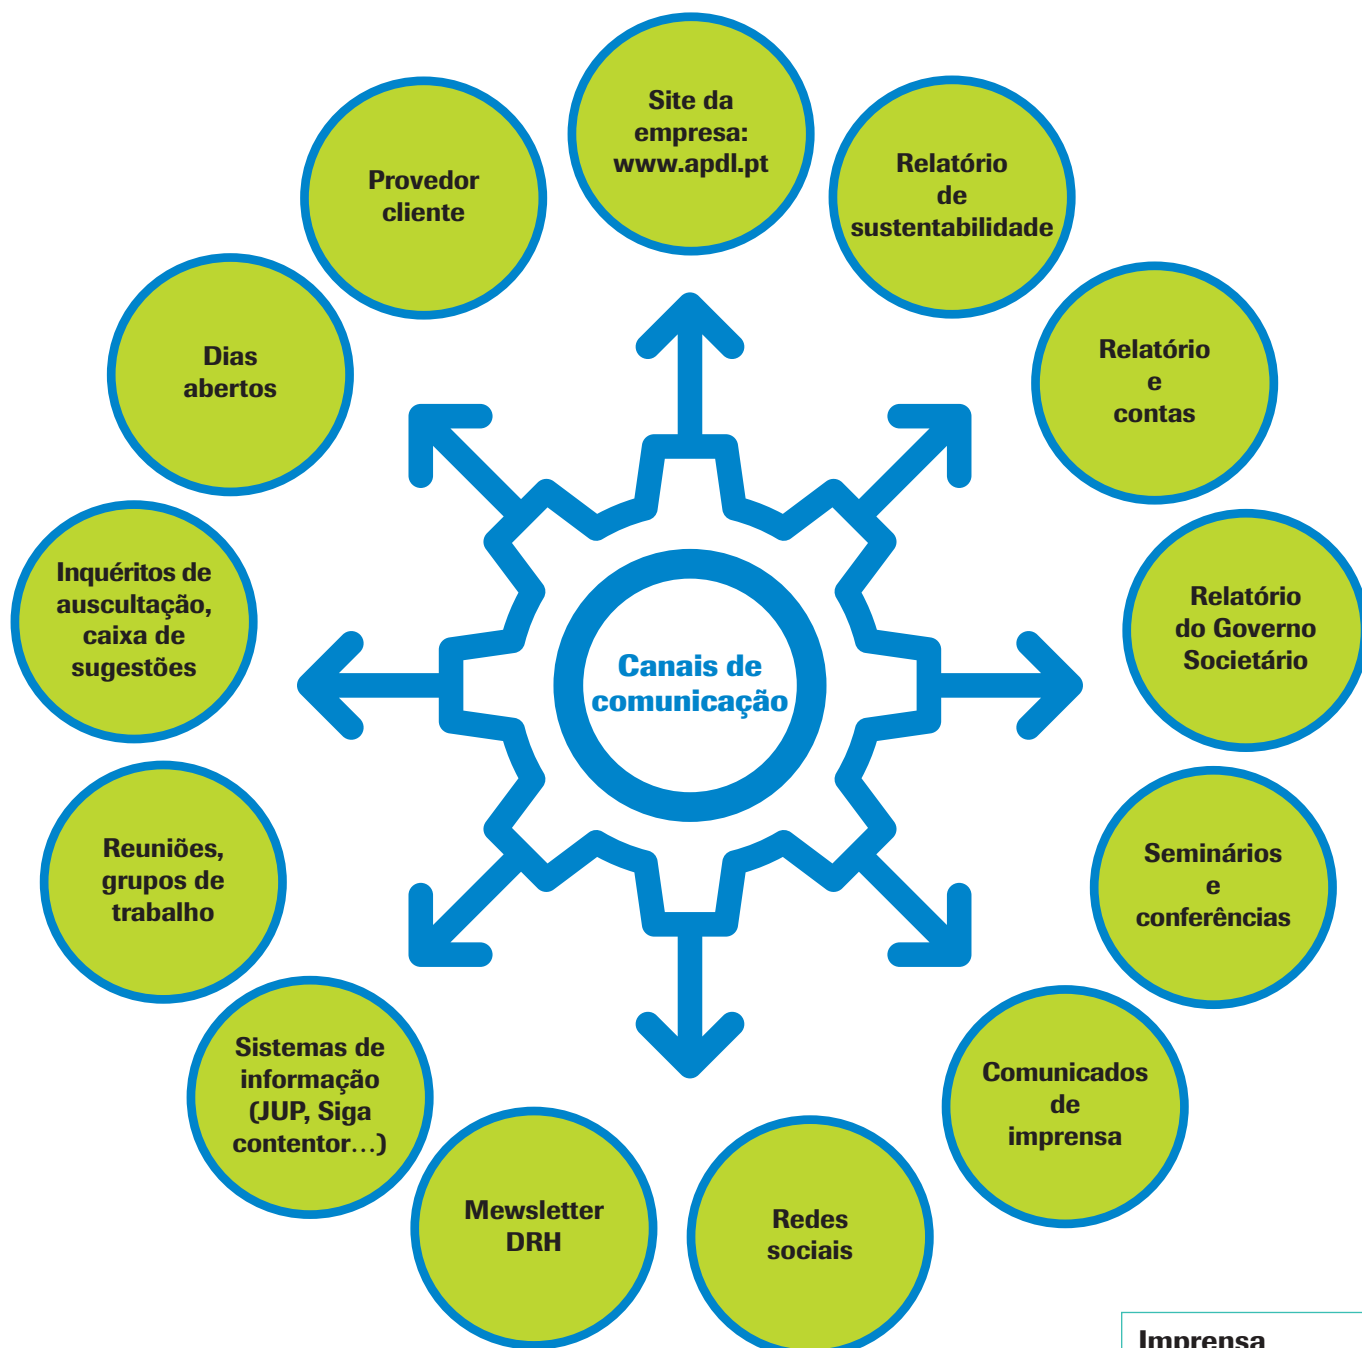 Site da
empresa:
www.apdl.pt
Relatório
de
sustentabilidade
Relatório
e
contas
Relatório
do Governo
Societário
Seminários
e
conferências
Comunicados
de
imprensa
Redes
sociais
Mewsletter
DRH
Sistemas de
informação
(JUP, Siga
contentor…)
Reuniões,
grupos de
trabalho
Inquéritos de
auscultação,
caixa de
sugestões
Dias
abertos
Provedor
cliente
Canais de
comunicação
Imprensa